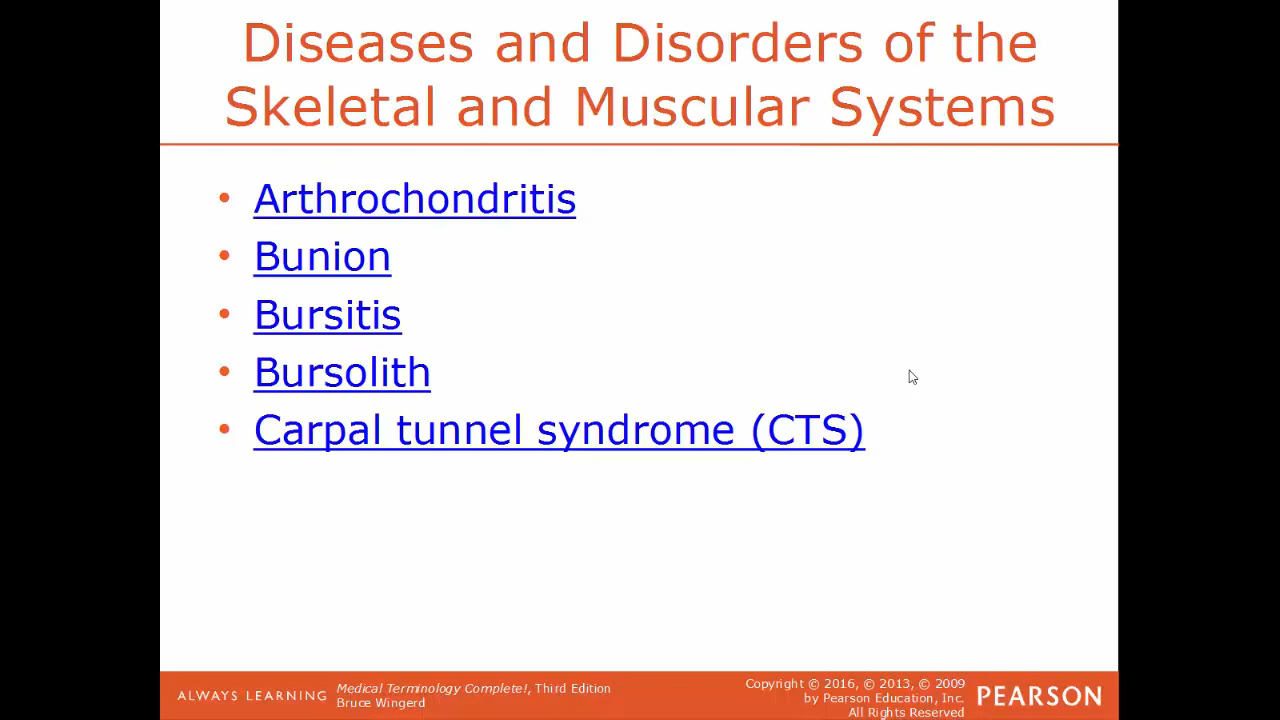 Diseases and Disorders of the
Skeletal and Muscular Systems
• Arthrochondritis
• Bunion
• Bursitis
• Bursolith
• Carpal tunnel syndrome (CTS)
ALWAYS LEARNING
Medical Terminology Complete!, Third Edition
Bruce Wingerd
Copyright © 2016, © 2013, © 2009
by Pearson Education, Inc.
All Rights Reserved
PEARSON